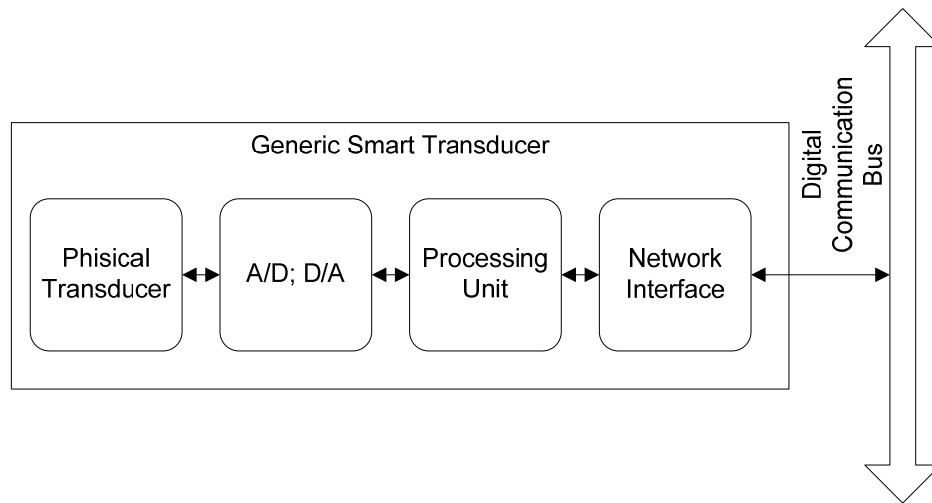 Generic Smart Transducer
Phisical
Transducer
A/D; D/A
Processing
Unit
Network
Interface
Digital
Communication
Bus